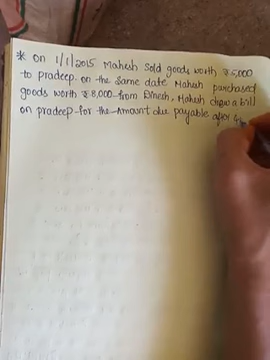 * On 1/1/2015 Mahesh Sold goods worth ₹ 5,000
to pradeep. on the same date Mahesh purchased
goods worth ₹ 8,000 from Dinesh, Mahesh drew a bill
on pradeep for the Amount due payable after 4